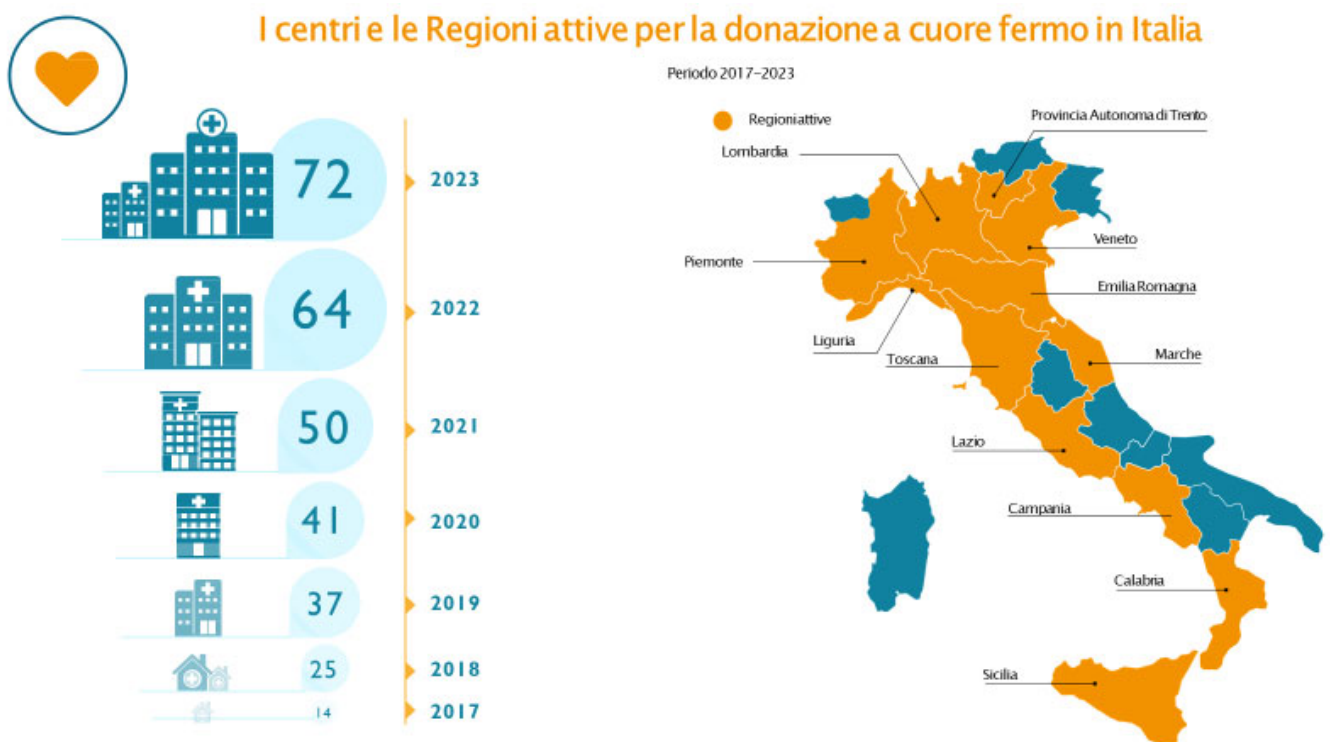 I centri e le Regioni attive per la donazione a cuore fermo in Italia
Periodo 2017-2023
Regioni attive
72
2023
64
2022
50
2021
41
2020
37
2019
25
2018
14
2017
Provincia Autonoma di Trento
Lombardia
Veneto
Piemonte
Emilia Romagna
Liguria
Toscana
Marche
Lazio
Campania
Calabria
Sicilia